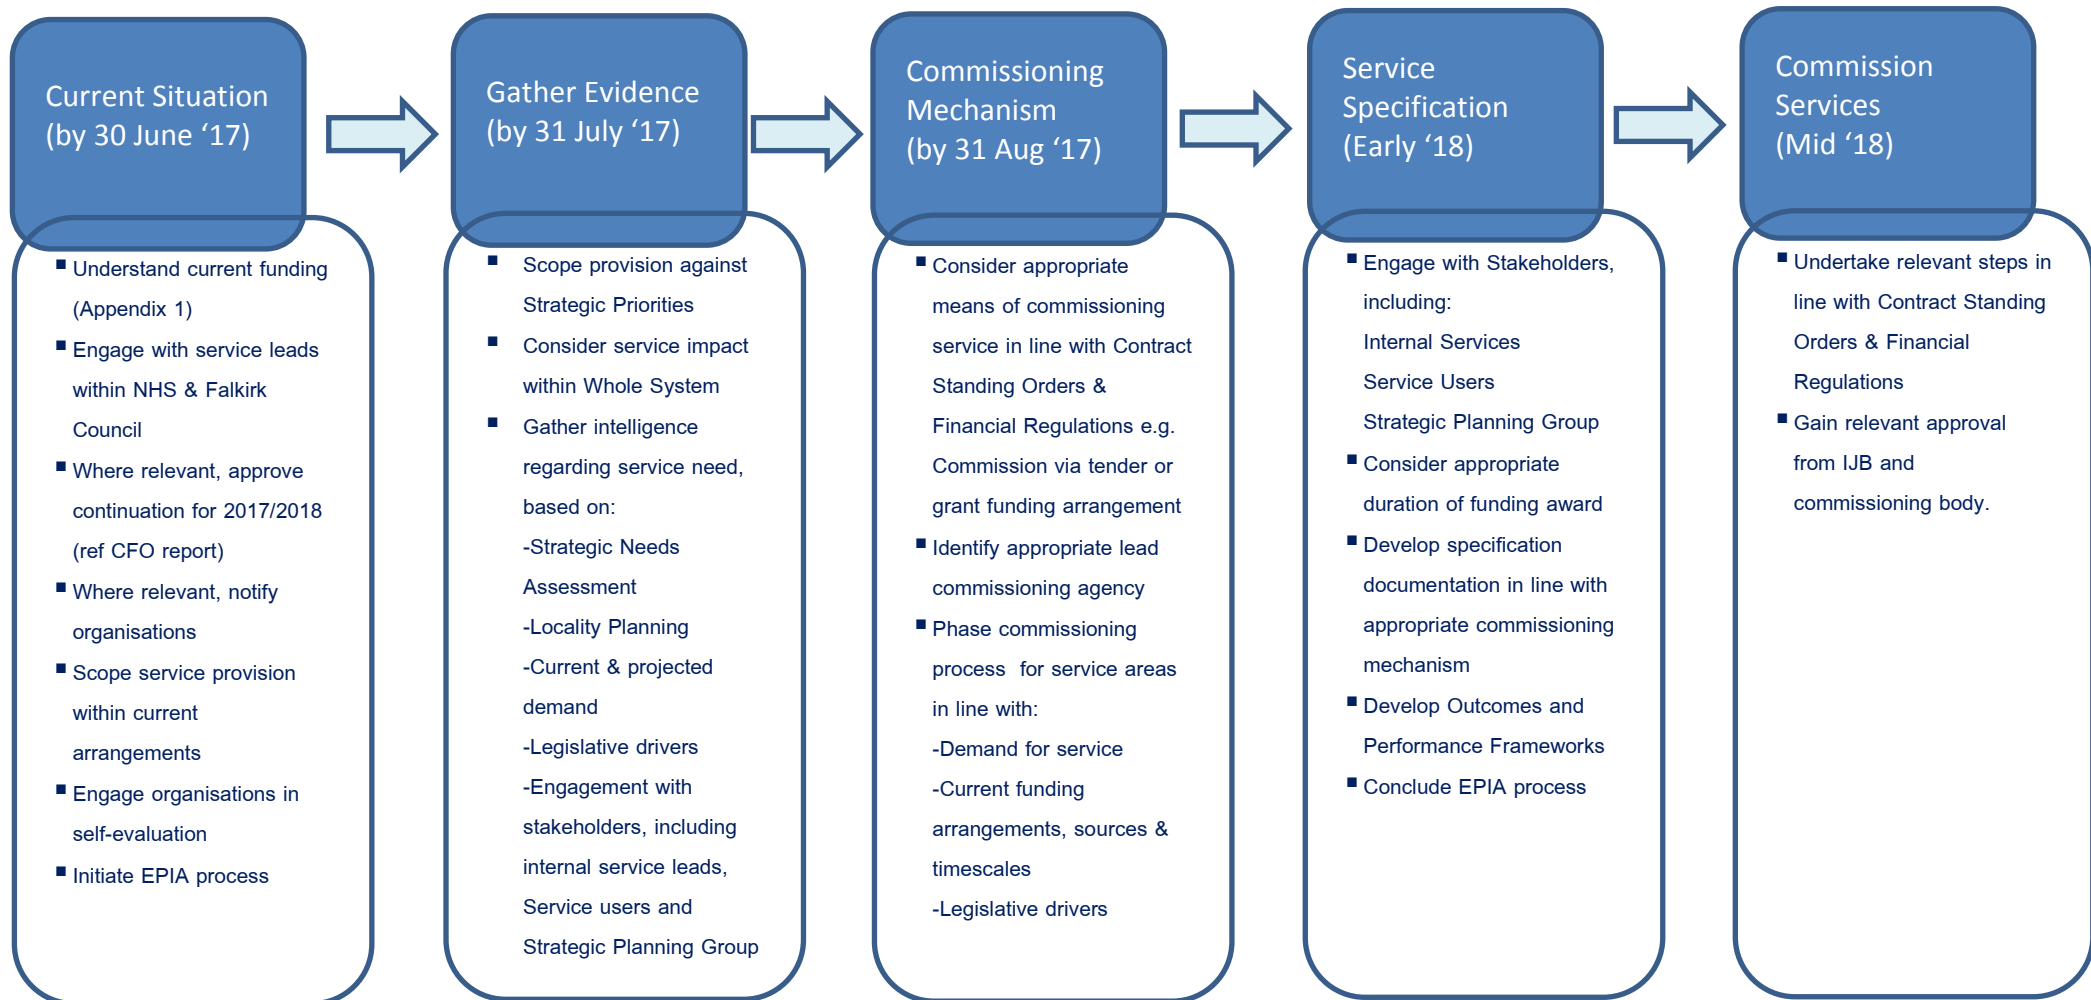 Current Situation
(by 30 June ‘17)
▪ Understand current funding
(Appendix 1)
▪ Engage with service leads
within NHS & Falkirk
Council
▪ Where relevant, approve
continuation for 2017/2018
(ref CFO report)
▪ Where relevant, notify
organisations
▪ Scope service provision
within current
arrangements
▪ Engage organisations in
self-evaluation
▪ Initiate EPIA process
Gather Evidence
(by 31 July ‘17)
▪ Scope provision against
Strategic Priorities
▪ Consider service impact
within Whole System
▪ Gather intelligence
regarding service need,
based on:
-Strategic Needs
Assessment
-Locality Planning
-Current & projected
demand
-Legislative drivers
-Engagement with
stakeholders, including
internal service leads,
Service users and
Strategic Planning Group
Commissioning
Mechanism
(by 31 Aug ‘17)
▪ Consider appropriate
means of commissioning
service in line with Contract
Standing Orders &
Financial Regulations e.g.
Commission via tender or
grant funding arrangement
▪ Identify appropriate lead
commissioning agency
▪ Phase commissioning
process for service areas
in line with:
-Demand for service
-Current funding
arrangements, sources &
timescales
-Legislative drivers
Service
Specification
(Early ‘18)
▪ Engage with Stakeholders,
including:
Internal Services
Service Users
Strategic Planning Group
▪ Consider appropriate
duration of funding award
▪ Develop specification
documentation in line with
appropriate commissioning
mechanism
▪ Develop Outcomes and
Performance Frameworks
▪ Conclude EPIA process
Commission
Services
(Mid ‘18)
▪ Undertake relevant steps in
line with Contract Standing
Orders & Financial
Regulations
▪ Gain relevant approval
from IJB and
commissioning body.